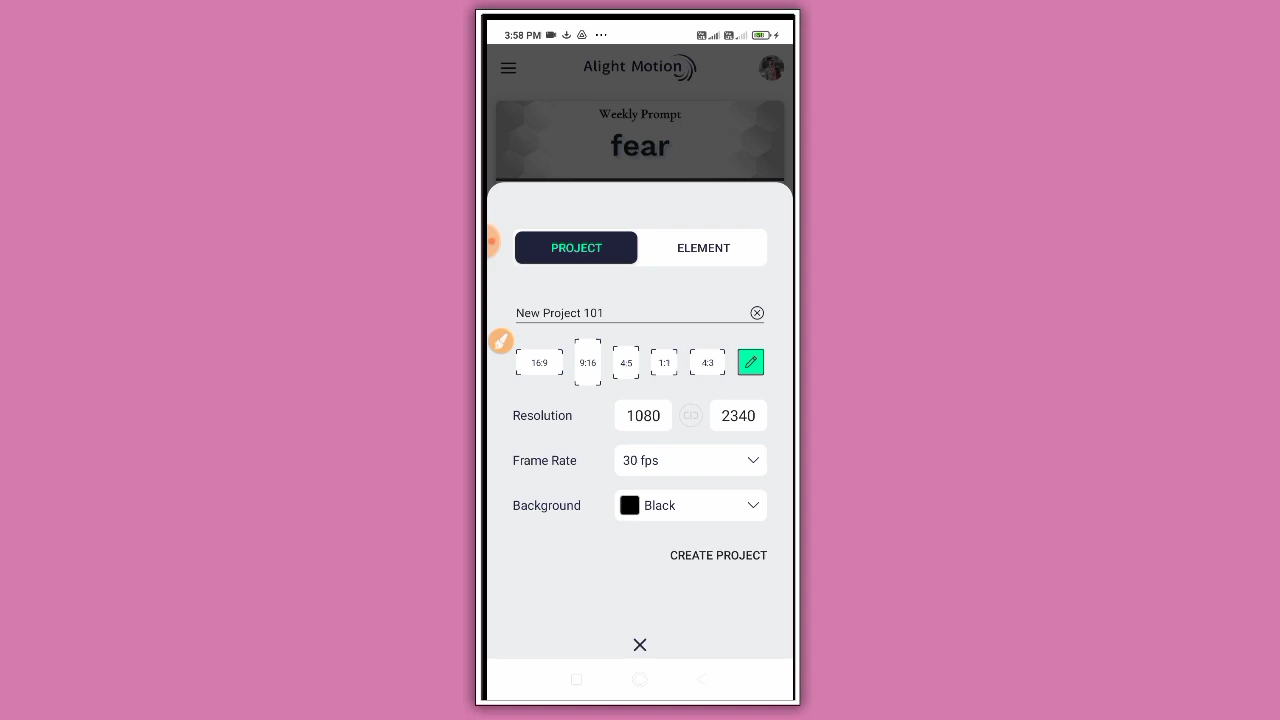 3:58 PM
Alight Motion
Weekly Prompt
fear
PROJECT ELEMENT
New Project 101
16:9 9:16 4:5 1:1 4:3
Resolution 1080 2340
Frame Rate 30 fps
Background Black
CREATE PROJECT